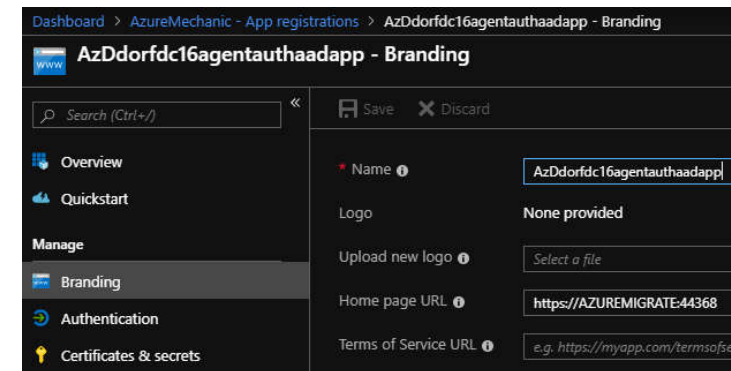 Dashboard > AzureMechanic - App registrations > AzDdorfdc16agentauthaadapp - Branding
www
AzDdorfdc16agentauthaadapp - Branding
Search (Ctrl+/)
«
Save
Discard
Overview
Quickstart
Manage
Branding
Authentication
Certificates & secrets
* Name
AzDdorfdc16agentauthaadapp
Logo
None provided
Upload new logo
Select a file
Home page URL
https://AZUREMIGRATE:44368
Terms of Service URL
e.g. https://myapp.com/termsofse